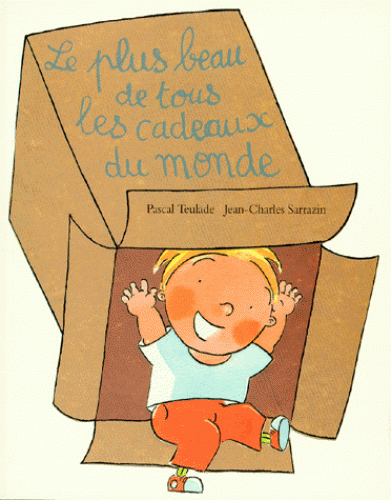 Le plus beau
de tous
les cadeaux
du monde
Pascal Teulade Jean-Charles Sarrazin